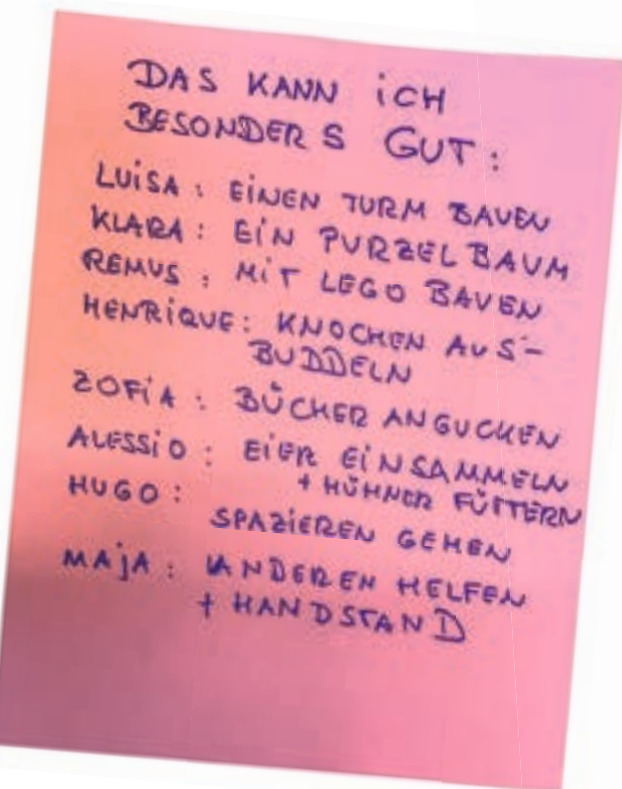 DAS KANN iCH
BESONDERS GUT:
LUiSA: EiNEN TURM BAUEN
KLARA: EiN PURZELBAUM
REMUS: MiT LEGO BAUEN
HENRiQUE: KNOCHEN AUS-
BUDDELN
ZOFiA: BÜCHER ANGUCKEN
ALESSiO: EiER EiNSAMMELN
+ HÜHNER FÜTTERN
HUGO:
SPAZiEREN GEHEN
MAjA: ANDEREN HELFEN
+ HANDSTAND